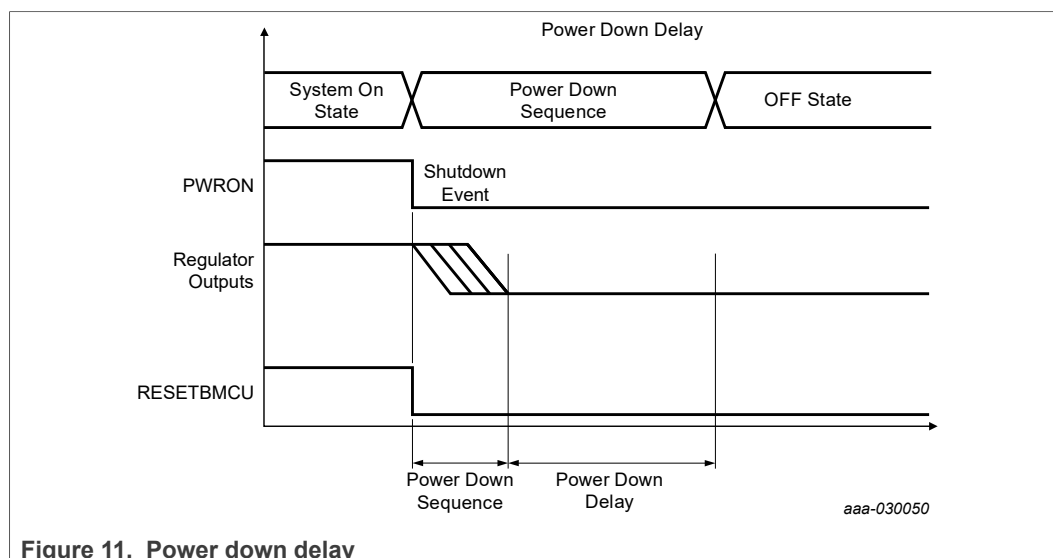 Power Down Delay
System On
State
Power Down
Sequence
OFF State
PWRON
Shutdown
Event
Regulator
Outputs
RESETBMCU
Power Down
Sequence
Power Down
Delay
aaa-030050
Figure 11. Power down delay